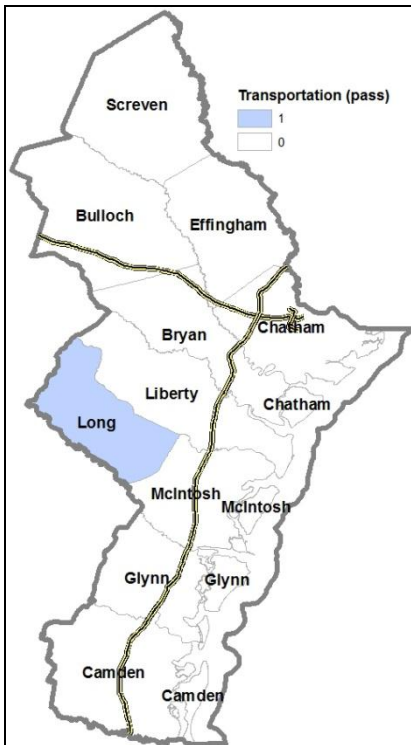 Screven
Transportation (pass)
1
0
Bulloch
Effingham
Bryan
Chatham
Liberty
Chatham
Long
McIntosh
McIntosh
Glynn
Glynn
Camden
Camden